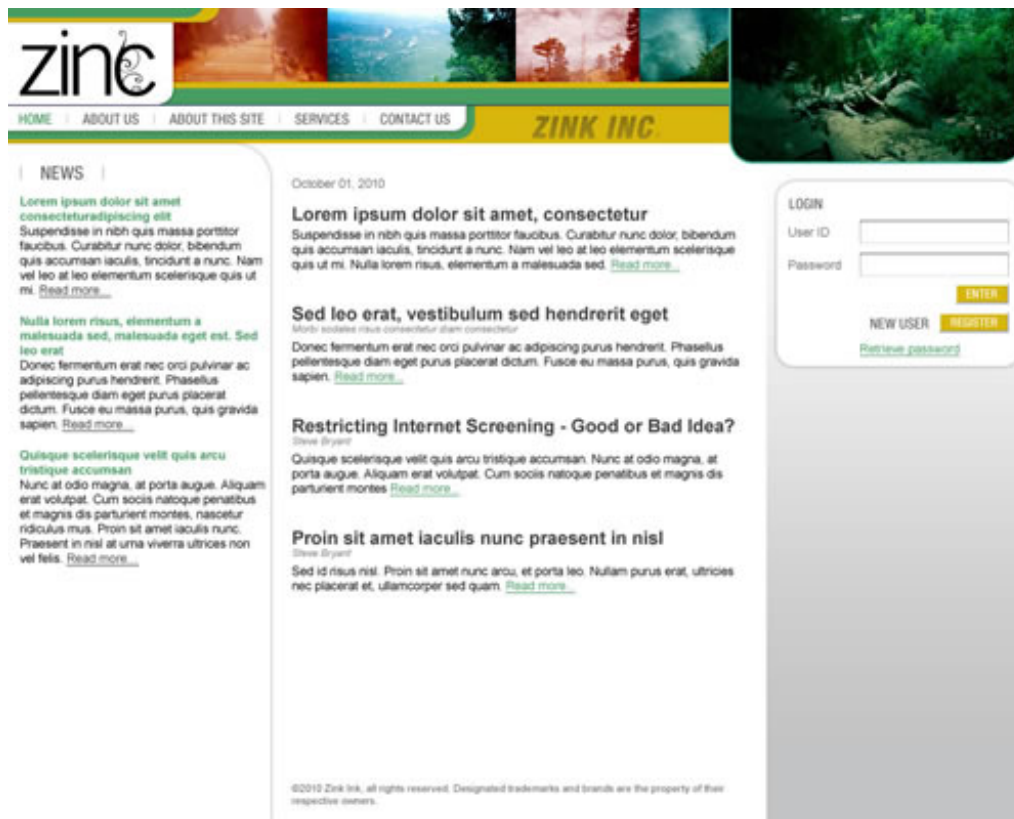 zinc
HOME
ABOUT US
ABOUT THIS SITE
SERVICES
CONTACT US
ZINK INC.
NEWS
Lorem ipsum dolor sit amet
consecteturadipiscing elit
Suspendisse in nibh quis massa porttitor
faucibus. Curabitur nunc dolor, bibendum
quis accumsan iaculis, tincidunt a nunc. Nam
vel leo at leo elementum scelerisque quis ut
mi. Read more...
Nulla lorem risus, elementum a
malesuada sed, malesuada eget est. Sed
leo erat
Donec fermentum erat nec orci pulvinar ac
adipiscing purus hendrerit. Phasellus
pellentesque diam eget purus placerat
dictum. Fusce eu massa purus, quis gravida
sapien. Read more...
Quisque scelerisque velit quis arcu
tristique accumsan
Nunc at odio magna, at porta augue. Aliquam
erat volutpat. Cum sociis natoque penatibus
et magnis dis parturient montes, nascetur
ridiculus mus. Proin sit amet iaculis nunc.
Praesent in nisl at urna viverra ultrices non
vel felis. Read more...
October 01, 2010
Lorem ipsum dolor sit amet, consectetur
Suspendisse in nibh quis massa porttitor faucibus. Curabitur nunc dolor, bibendum
quis accumsan iaculis, tincidunt a nunc. Nam vel leo at leo elementum scelerisque
quis ut mi. Nulla lorem risus, elementum a malesuada sed. Read more...
Sed leo erat, vestibulum sed hendrerit eget
Morbi sodales risus consectetur diam consectetur
Donec fermentum erat nec orci pulvinar ac adipiscing purus hendrerit. Phasellus
pellentesque diam eget purus placerat dictum. Fusce eu massa purus, quis gravida
sapien. Read more...
Restricting Internet Screening - Good or Bad Idea?
Steve Bryant
Quisque scelerisque velit quis arcu tristique accumsan. Nunc at odio magna, at
porta augue. Aliquam erat volutpat. Cum sociis natoque penatibus et magnis dis
parturient montes Read more...
Proin sit amet iaculis nunc praesent in nisl
Steve Bryant
Sed id risus nisl. Proin sit amet nunc arcu, et porta leo. Nullam purus erat, ultricies
nec placerat et, ullamcorper sed quam. Read more...
LOGIN
User ID
Password
ENTER
NEW USER REGISTER
Retrieve password
©2010 Zink Ink, all rights reserved. Designated trademarks and brands are the property of their
respective owners.